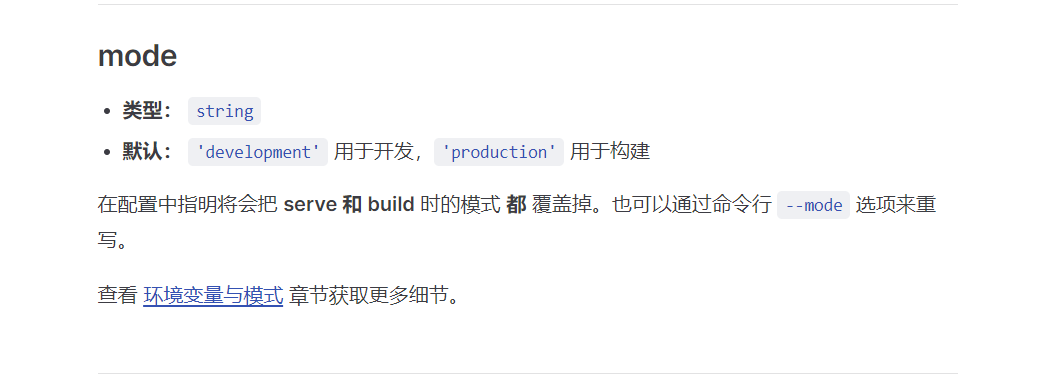 mode
• 类型： string
• 默认： 'development' 用于开发，'production' 用于构建
在配置中指明将会把 serve 和 build 时的模式 都 覆盖掉。也可以通过命令行 --mode 选项来重
写。
查看 环境变量与模式 章节获取更多细节。